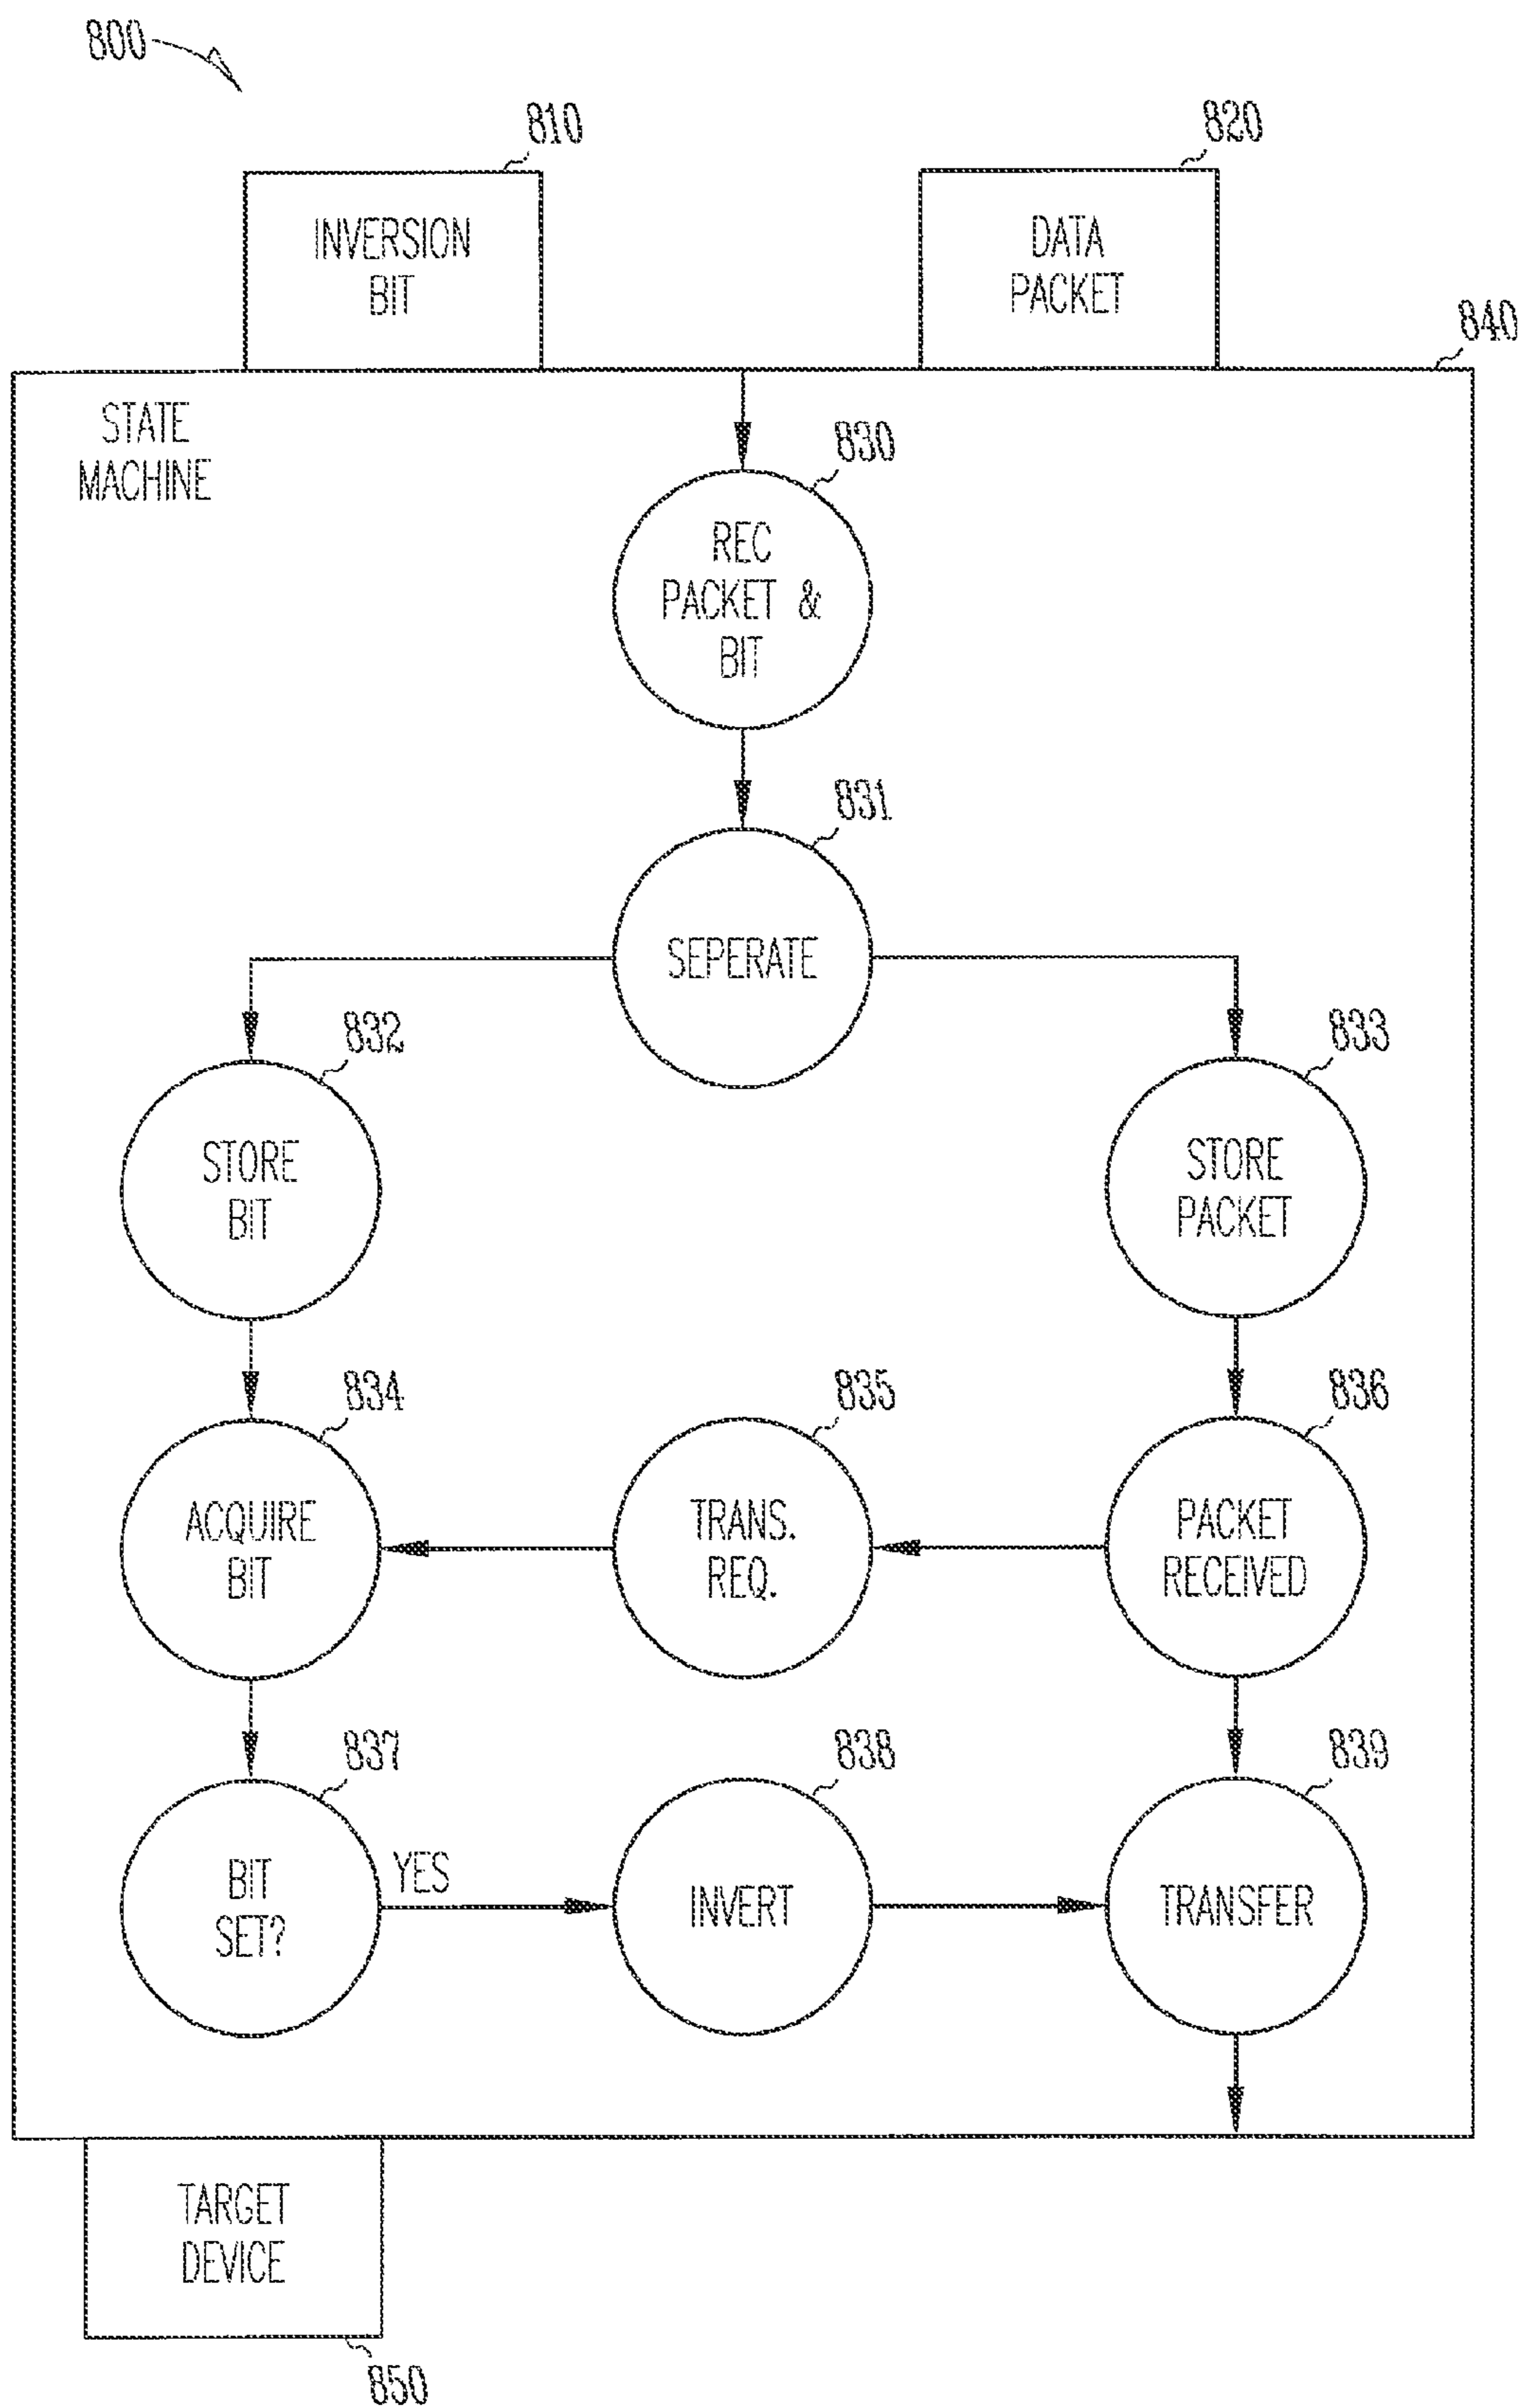 800
810
820
INVERSION
BIT
DATA
PACKET
840
STATE
MACHINE
830
REC
PACKET &
BIT
831
SEPERATE
832
833
STORE
BIT
STORE
PACKET
834
835
836
ACQUIRE
BIT
TRANS.
REQ.
PACKET
RECEIVED
837
838
839
BIT
SET?
YES
INVERT
TRANSFER
TARGET
DEVICE
850